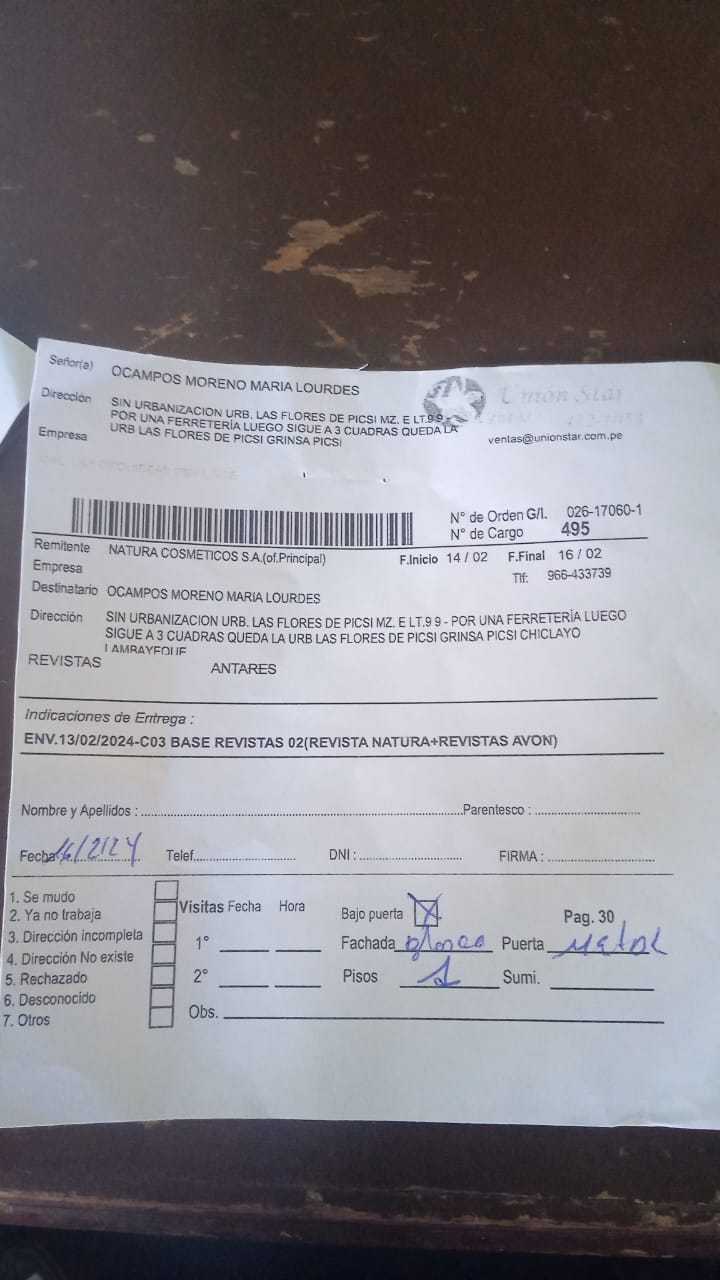 Señor(a) OCAMPOS MORENO MARIA LOURDES
Unión Star
Dirección SIN URBANIZACION URB. LAS FLORES DE PICSI MZ. E LT.9 9 -
POR UNA FERRETERÍA LUEGO SIGUE A 3 CUADRAS QUEDA LA
Empresa URB LAS FLORES DE PICSI GRINSA PICSI
ventas@unionstar.com.pe
N° de Orden G/I. 026-17060-1
N° de Cargo 495
Remitente NATURA COSMETICOS S.A.(of.Principal) F.Inicio 14 / 02 F.Final 16 / 02
Empresa Tlf: 966-433739
Destinatario OCAMPOS MORENO MARIA LOURDES
Dirección SIN URBANIZACION URB. LAS FLORES DE PICSI MZ. E LT.9 9 - POR UNA FERRETERÍA LUEGO
SIGUE A 3 CUADRAS QUEDA LA URB LAS FLORES DE PICSI GRINSA PICSI CHICLAYO
LAMBAYEQUE
REVISTAS ANTARES
Indicaciones de Entrega :
ENV.13/02/2024-C03 BASE REVISTAS 02(REVISTA NATURA+REVISTAS AVON)
Nombre y Apellidos : Parentesco :
Fecha 16/2/24 Telef. DNI : FIRMA :
1. Se mudo
2. Ya no trabaja
3. Dirección incompleta
4. Dirección No existe
5. Rechazado
6. Desconocido
7. Otros
Visitas Fecha Hora
1°
2°
Obs.
Bajo puerta X Pag. 30
Fachada blanca Puerta Metal
Pisos 1 Sumi.